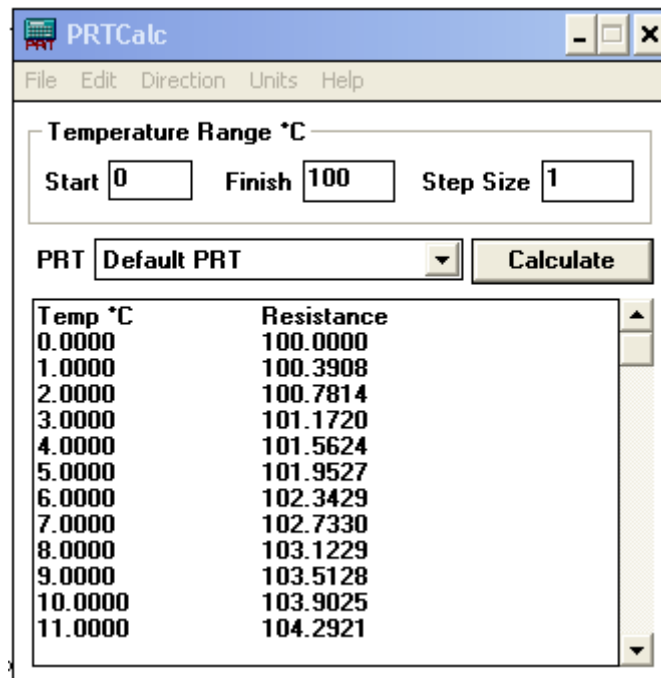 PRTCalc
File Edit Direction Units Help
Temperature Range °C
Start 0 Finish 100 Step Size 1
PRT Default PRT Calculate
Temp °C Resistance
0.0000 100.0000
1.0000 100.3908
2.0000 100.7814
3.0000 101.1720
4.0000 101.5624
5.0000 101.9527
6.0000 102.3429
7.0000 102.7330
8.0000 103.1229
9.0000 103.5128
10.0000 103.9025
11.0000 104.2921